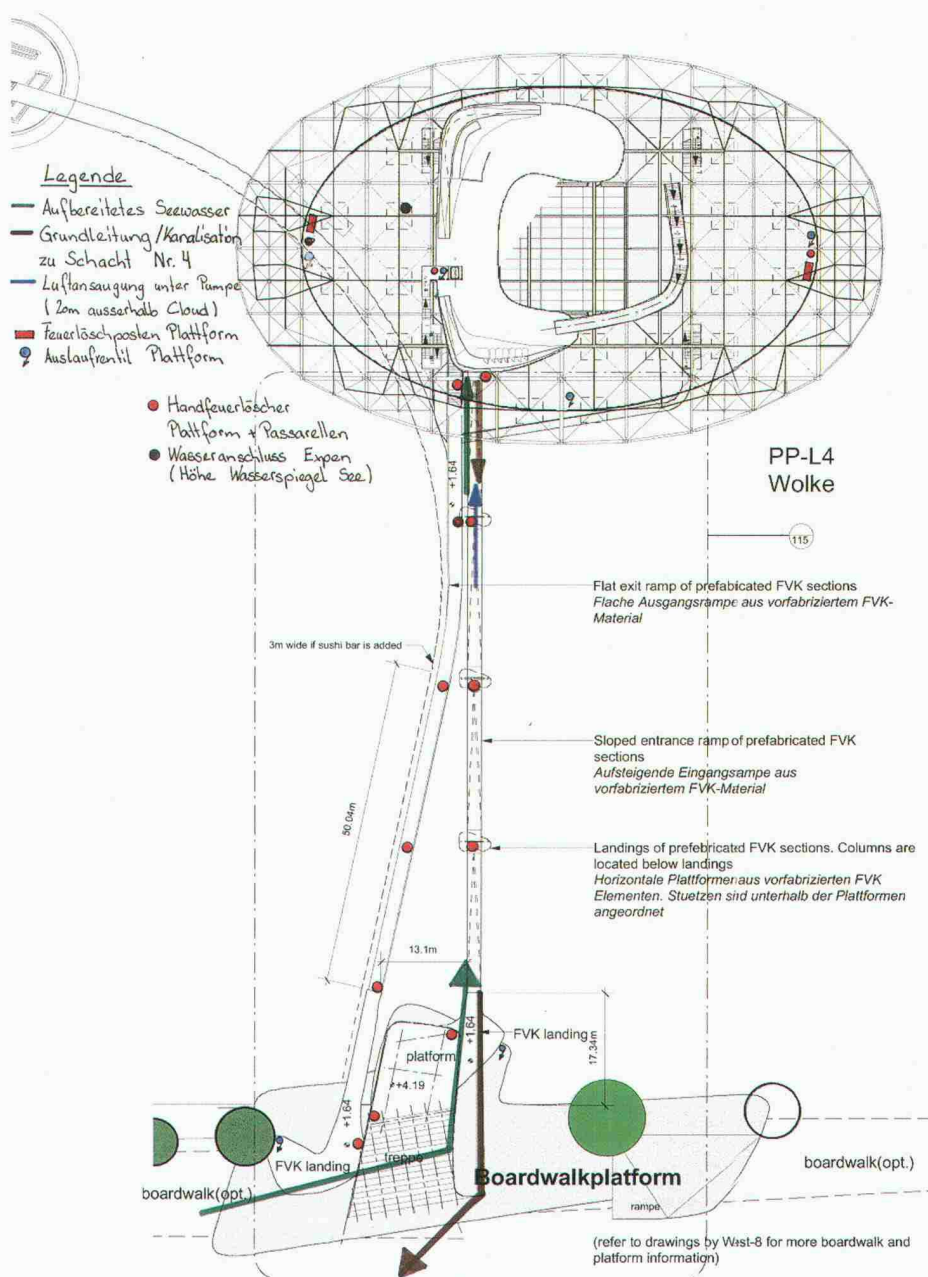 Legende
Aufbereitetes Seewasser
Grundleitung/Kanalisation
zu Schacht Nr. 4
Luftansaugung unter Pumpe
(20m ausserhalb Cloud)
Feuerlöschposten Plattform
Auslaufventil Plattform
Handfeuerlöscher
Plattform + Passarellen
Wasseranschluss Expen
(Höhe Wasserspiegel See)
PP-L4
Wolke
115
+1.64
Flat exit ramp of prefabicated FVK sections
Flache Ausgangsrampe aus vorfabriziertem FVK-
Material
3m wide if sushi bar is added
50.04m
Sloped entrance ramp of prefabricated FVK
sections
Aufsteigende Eingangsampe aus
vorfabriziertem FVK-Material
Landings of prefebricated FVK sections. Columns are
located below landings
Horizontale Plattformen aus vorfabrizierten FVK
Elementen. Stuetzen sind unterhalb der Plattformen
angeordnet
13.1m
17.34m
+1.64
FVK landing
platform
+4.19
+1.64
treppe
FVK landing
boardwalk(opt.)
Boardwalkplatform
boardwalk(opt.)
rampe
(refer to drawings by West-8 for more boardwalk and
platform information)